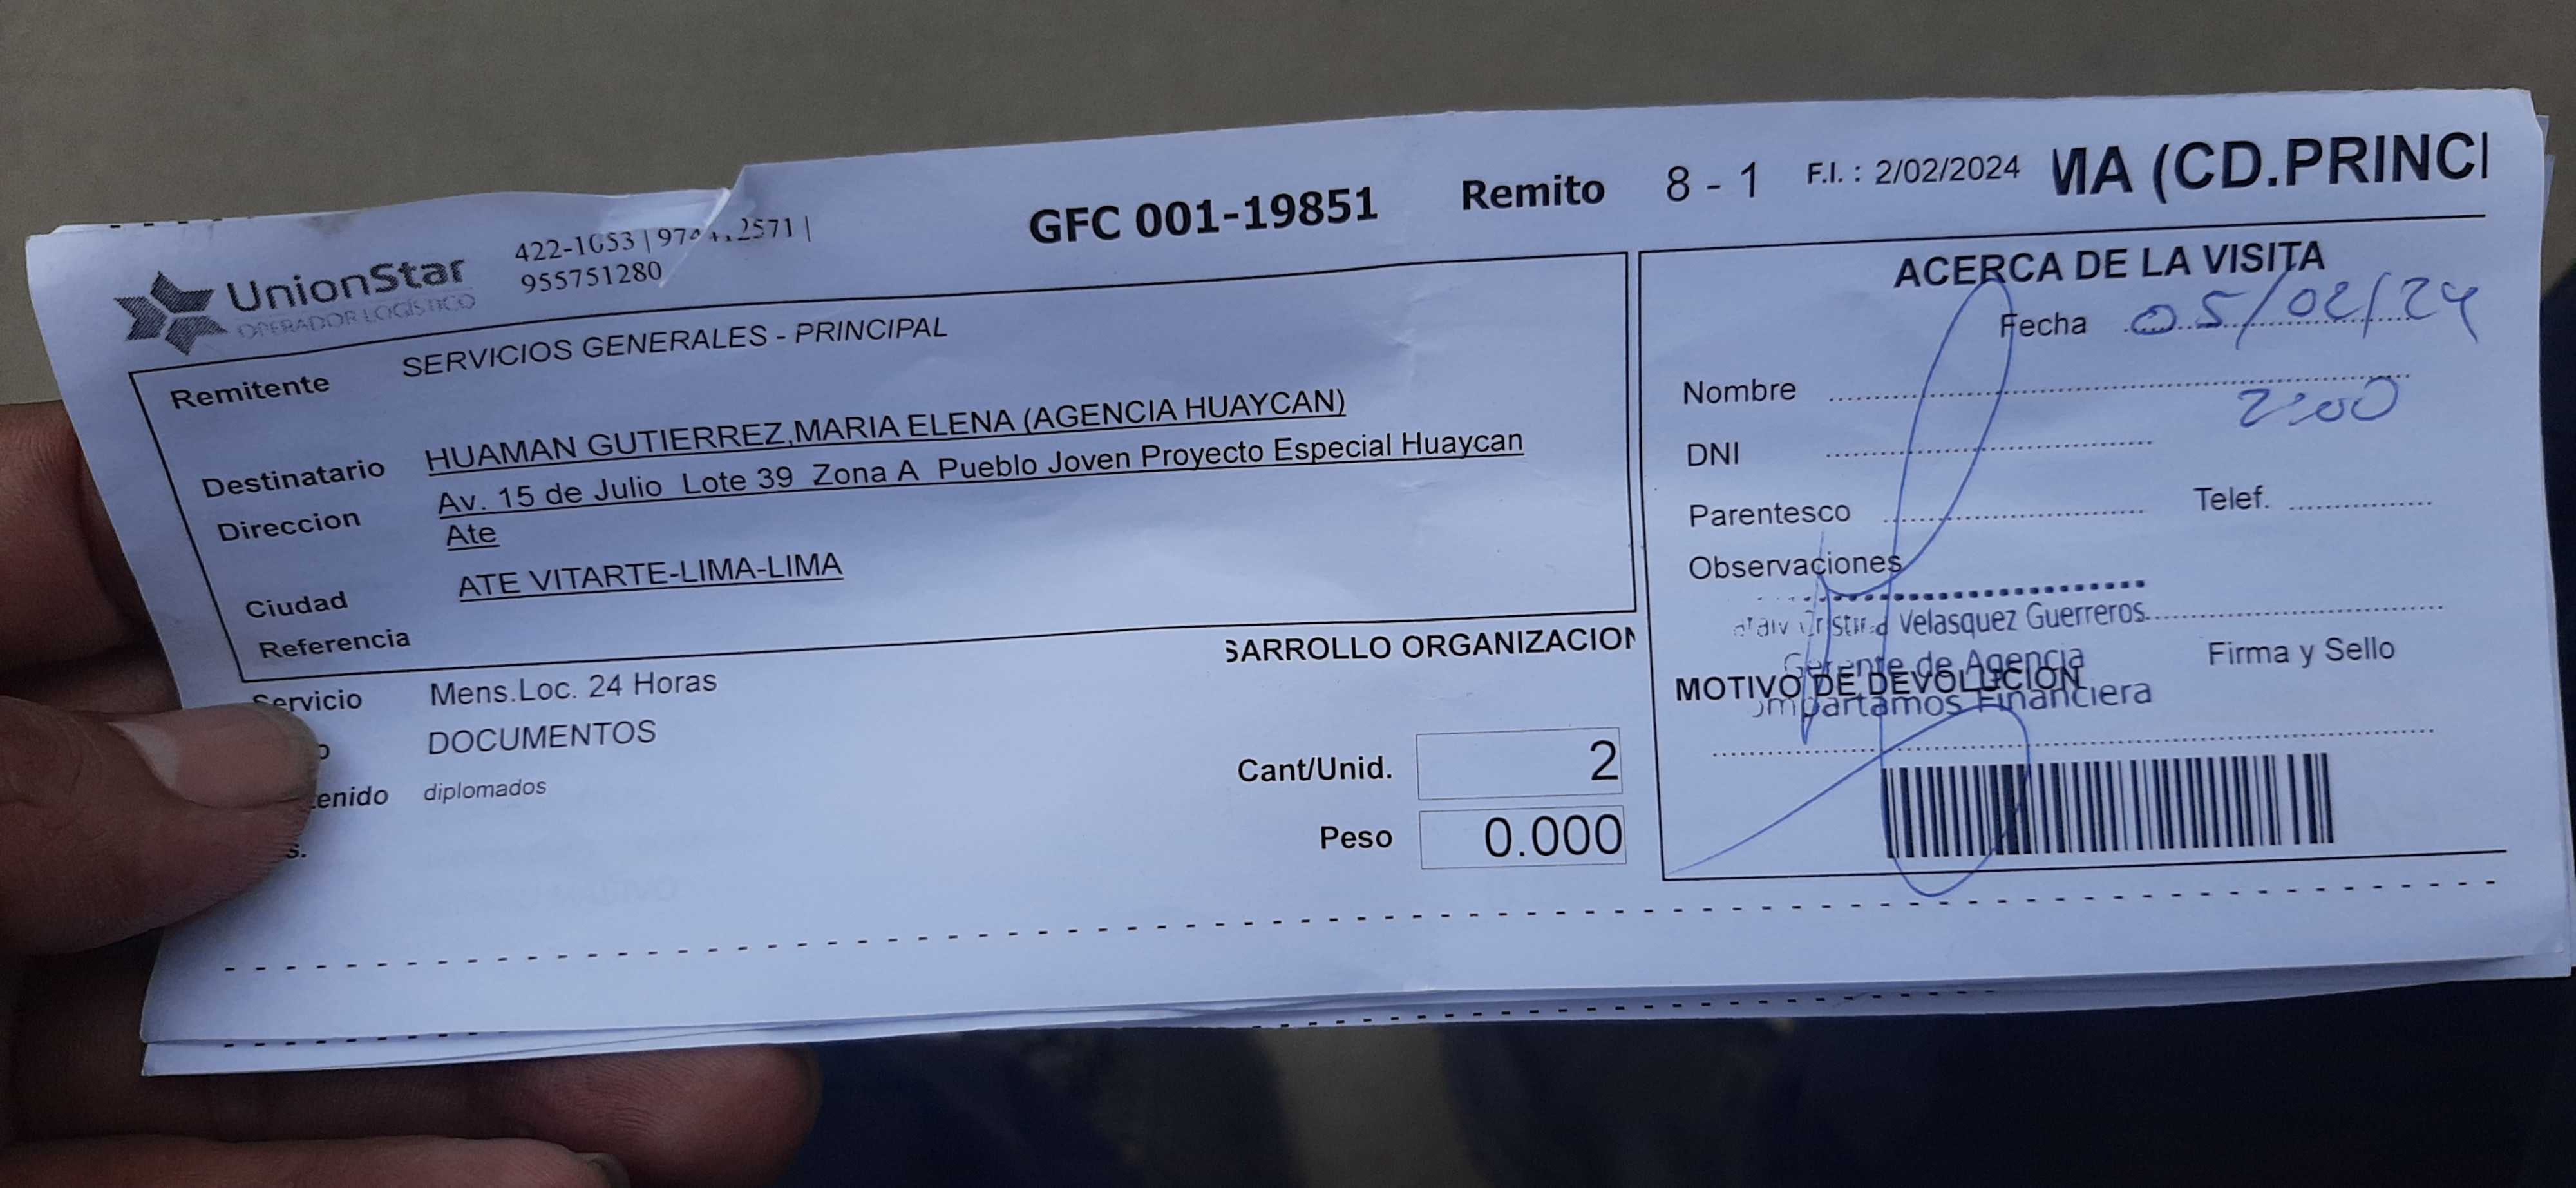 UnionStar
OPERADOR LOGÍSTICO
422-1053 |
955751280
GFC 001-19851 Remito 8 - 1 F.I. : 2/02/2024 MA (CD.PRINCI
Remitente SERVICIOS GENERALES - PRINCIPAL
Destinatario HUAMAN GUTIERREZ,MARIA ELENA (AGENCIA HUAYCAN)
Direccion Av. 15 de Julio Lote 39 Zona A Pueblo Joven Proyecto Especial Huaycan
Ate
Ciudad ATE VITARTE-LIMA-LIMA
Referencia
SARROLLO ORGANIZACION
Servicio Mens.Loc. 24 Horas
DOCUMENTOS
tenido diplomados
s.
Cant/Unid. 2
Peso 0.000
ACERCA DE LA VISITA
Fecha 05/02/24
Nombre
2:00
DNI
Parentesco Telef.
Observaciones
Velasquez Guerreros
Gerente de Agencia
Firma y Sello
MOTIVO DE DEVOLUCION
ompartamos Financiera